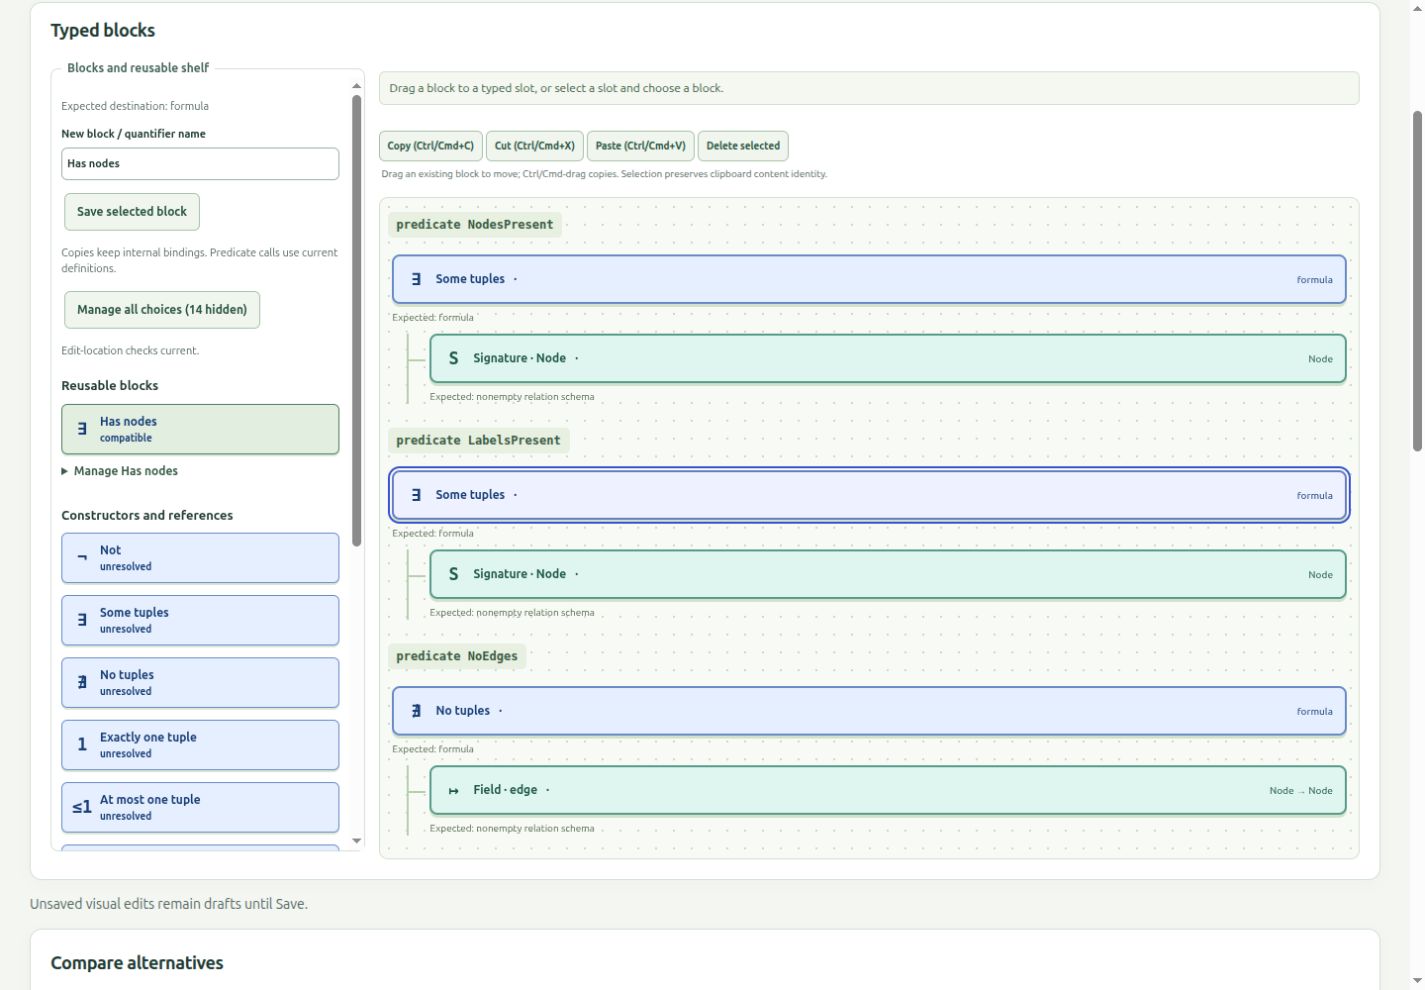 Typed blocks
Blocks and reusable shelf
Expected destination: formula
New block / quantifier name
Has nodes
Save selected block
Copies keep internal bindings. Predicate calls use current
definitions.
Manage all choices (14 hidden)
Edit-location checks current.
Reusable blocks
∃ Has nodes
compatible
▶ Manage Has nodes
Constructors and references
¬ Not
unresolved
∃ Some tuples
unresolved
∄ No tuples
unresolved
1 Exactly one tuple
unresolved
≤1 At most one tuple
unresolved
Drag a block to a typed slot, or select a slot and choose a block.
Copy (Ctrl/Cmd+C) Cut (Ctrl/Cmd+X) Paste (Ctrl/Cmd+V) Delete selected
Drag an existing block to move; Ctrl/Cmd-drag copies. Selection preserves clipboard content identity.
predicate NodesPresent
∃ Some tuples · formula
Expected: formula
S Signature · Node · Node
Expected: nonempty relation schema
predicate LabelsPresent
∃ Some tuples · formula
Expected: formula
S Signature · Node · Node
Expected: nonempty relation schema
predicate NoEdges
∄ No tuples · formula
Expected: formula
↦ Field · edge · Node → Node
Expected: nonempty relation schema
Unsaved visual edits remain drafts until Save.
Compare alternatives